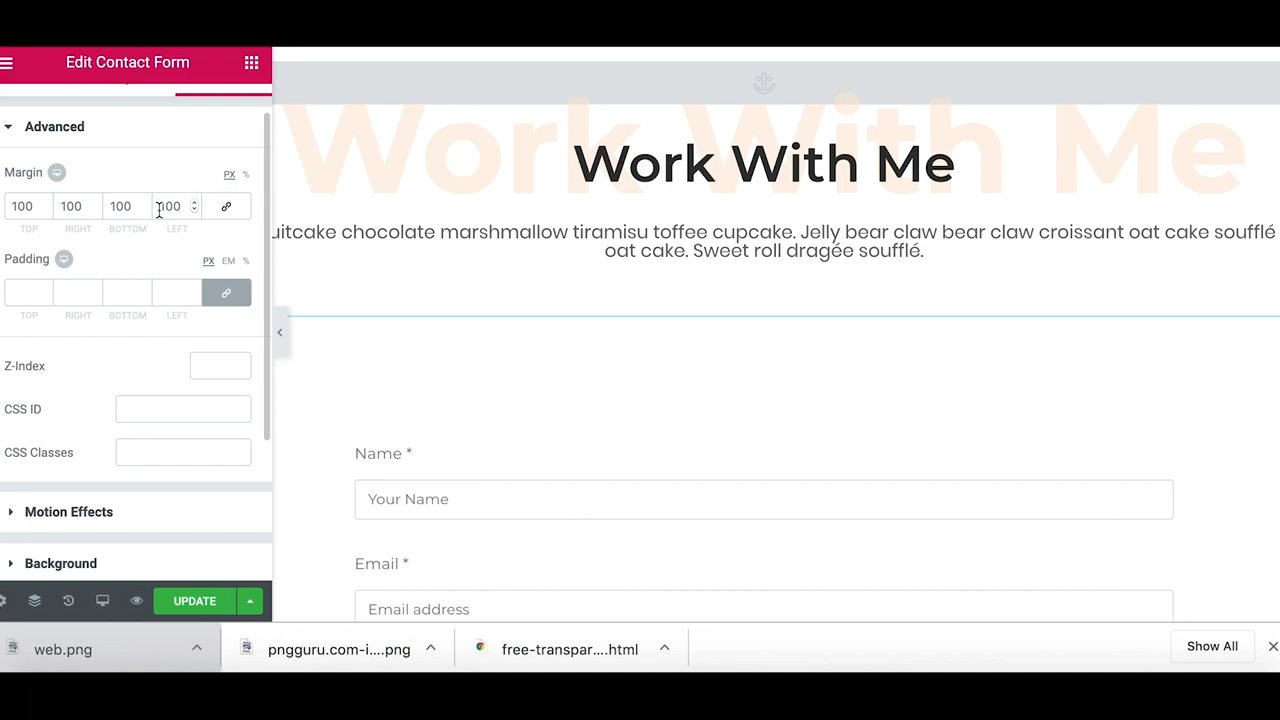 Edit Contact Form
Advanced
Margin
PX %
100 100 100 100
TOP RIGHT BOTTOM LEFT
Padding
PX EM %
TOP RIGHT BOTTOM LEFT
Z-Index
CSS ID
CSS Classes
Motion Effects
Background
UPDATE
Work With Me
Work With Me
uitcake chocolate marshmallow tiramisu toffee cupcake. Jelly bear claw bear claw croissant oat cake soufflé
oat cake. Sweet roll dragée soufflé.
Name *
Your Name
Email *
Email address
web.png
pngguru.com-i....png
free-transpar....html
Show All